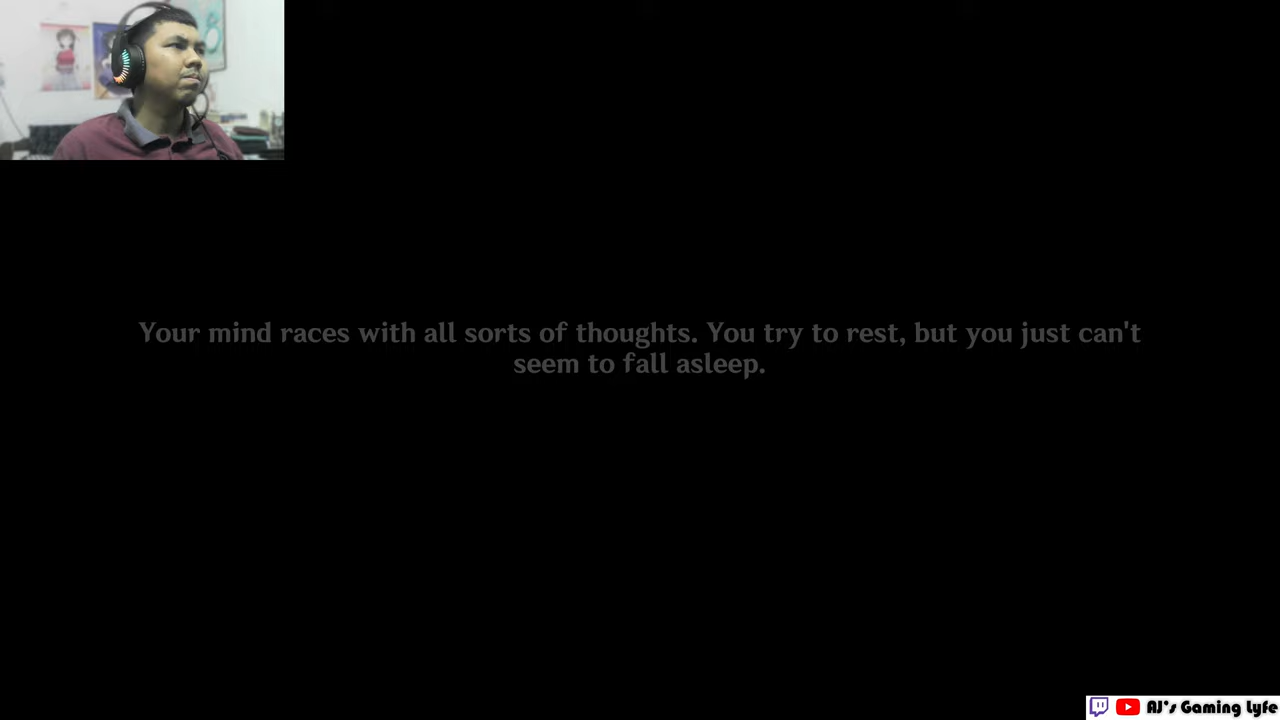 Your mind races with all sorts of thoughts. You try to rest, but you just can't
seem to fall asleep.
AJ's Gaming Lyfe